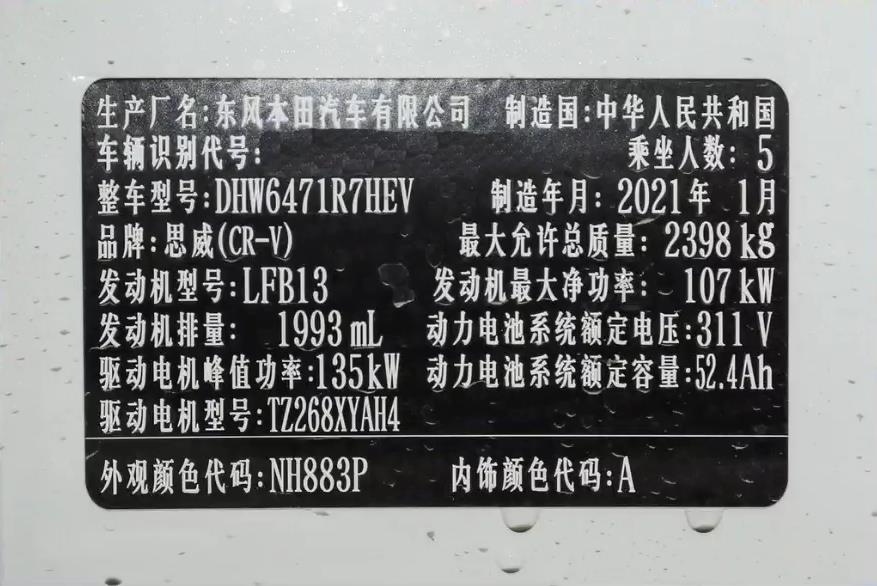 生产厂名:东风本田汽车有限公司 制造国:中华人民共和国
车辆识别代号: 乘坐人数: 5
整车型号:DHW6471R7HEV 制造年月: 2021年 1月
品牌:思威(CR-V) 最大允许总质量: 2398 kg
发动机型号:LFB13 发动机最大净功率: 107 kW
发动机排量: 1993 mL 动力电池系统额定电压:311 V
驱动电机峰值功率:135kW 动力电池系统额定容量:52.4Ah
驱动电机型号:TZ268XYAH4
外观颜色代码:NH883P 内饰颜色代码:A